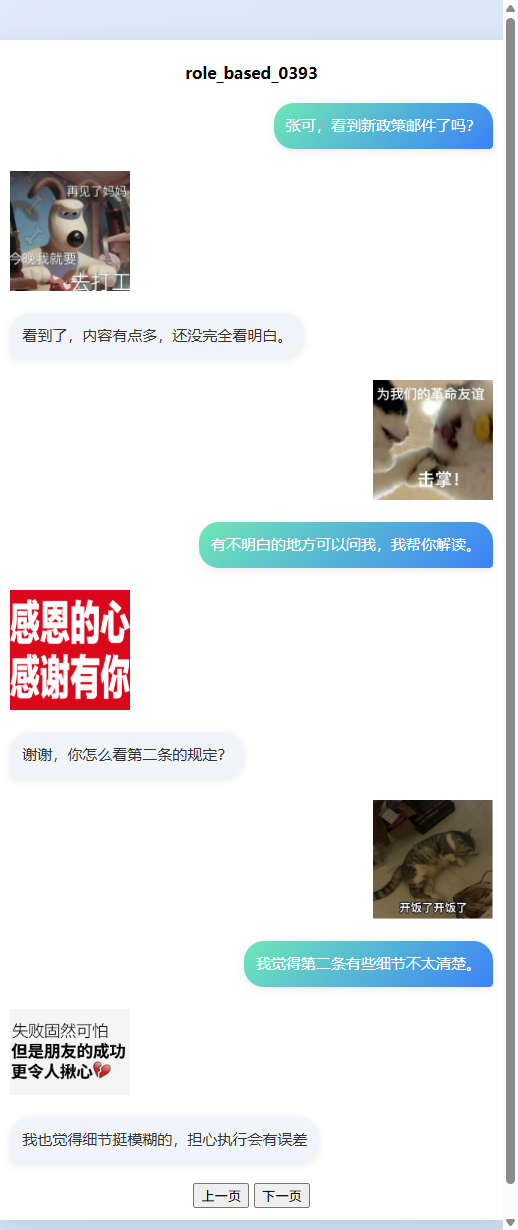 role_based_0393
张可，看到新政策邮件了吗？
再见了妈妈
今晚我就要
去打工
看到了，内容有点多，还没完全看明白。
为我们的革命友谊
击掌！
有不明白的地方可以问我，我帮你解读。
感恩的心
感谢有你
谢谢，你怎么看第二条的规定？
开饭了开饭了
我觉得第二条有些细节不太清楚。
失败固然可怕
但是朋友的成功
更令人揪心💔
我也觉得细节挺模糊的，担心执行会有误差
上一页
下一页